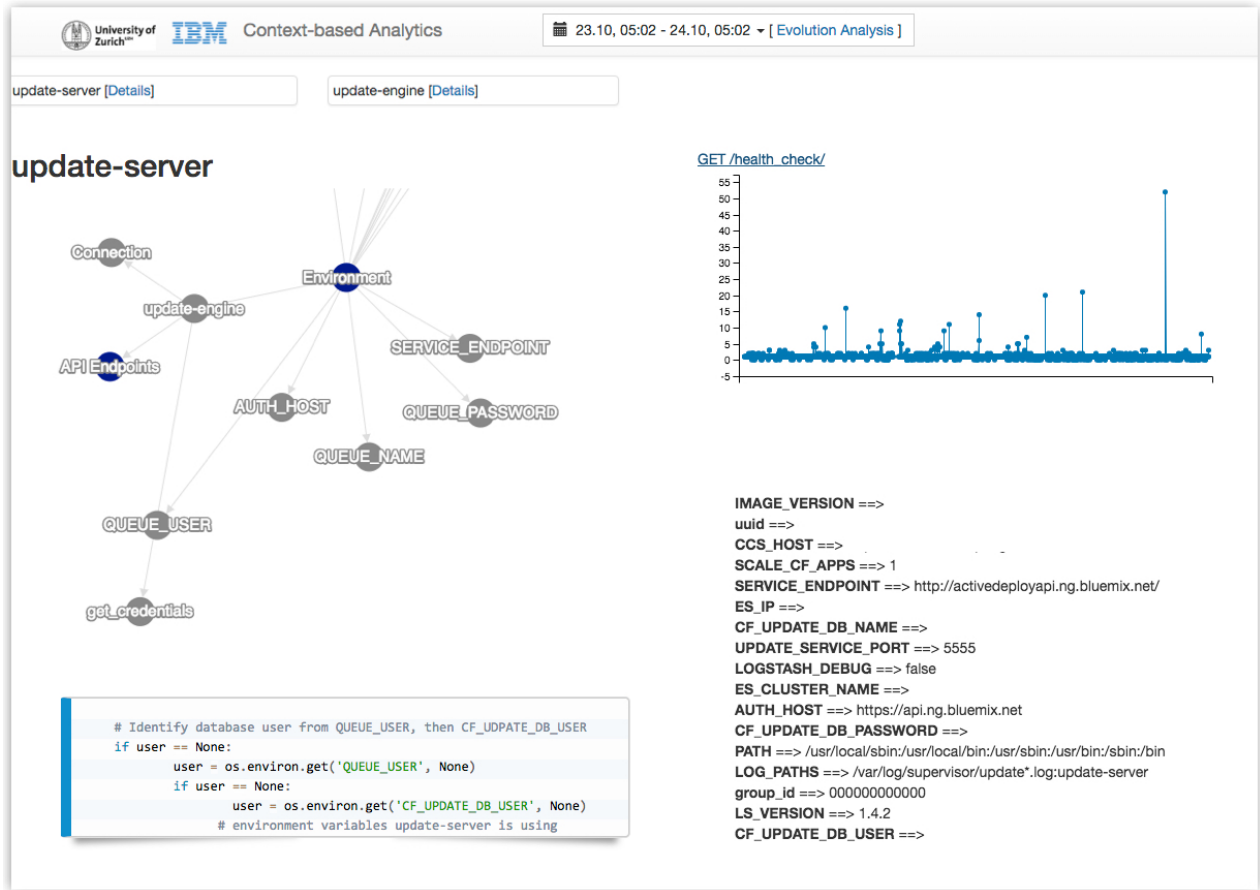 University of
Zurich
IBM
Context-based Analytics
23.10, 05:02 - 24.10, 05:02 [ Evolution Analysis ]
update-server [Details]
update-engine [Details]
update-server
Connection
Environment
update-engine
API Endpoints
SERVICE_ENDPOINT
AUTH_HOST
QUEUE_PASSWORD
QUEUE_NAME
QUEUE_USER
get_credentials
# Identify database user from QUEUE_USER, then CF_UDPATE_DB_USER
if user == None:
user = os.environ.get('QUEUE_USER', None)
if user == None:
user = os.environ.get('CF_UPDATE_DB_USER', None)
# environment variables update-server is using
GET /health_check/
55
50
45
40
35
30
25
20
15
10
5
0
-5
IMAGE_VERSION ==>
uuid ==>
CCS_HOST ==>
SCALE_CF_APPS ==> 1
SERVICE_ENDPOINT ==> http://activedeployapi.ng.bluemix.net/
ES_IP ==>
CF_UPDATE_DB_NAME ==>
UPDATE_SERVICE_PORT ==> 5555
LOGSTASH_DEBUG ==> false
ES_CLUSTER_NAME ==>
AUTH_HOST ==> https://api.ng.bluemix.net
CF_UPDATE_DB_PASSWORD ==>
PATH ==> /usr/local/sbin:/usr/local/bin:/usr/sbin:/usr/bin:/sbin:/bin
LOG_PATHS ==> /var/log/supervisor/update*.log:update-server
group_id ==> 000000000000
LS_VERSION ==> 1.4.2
CF_UPDATE_DB_USER ==>